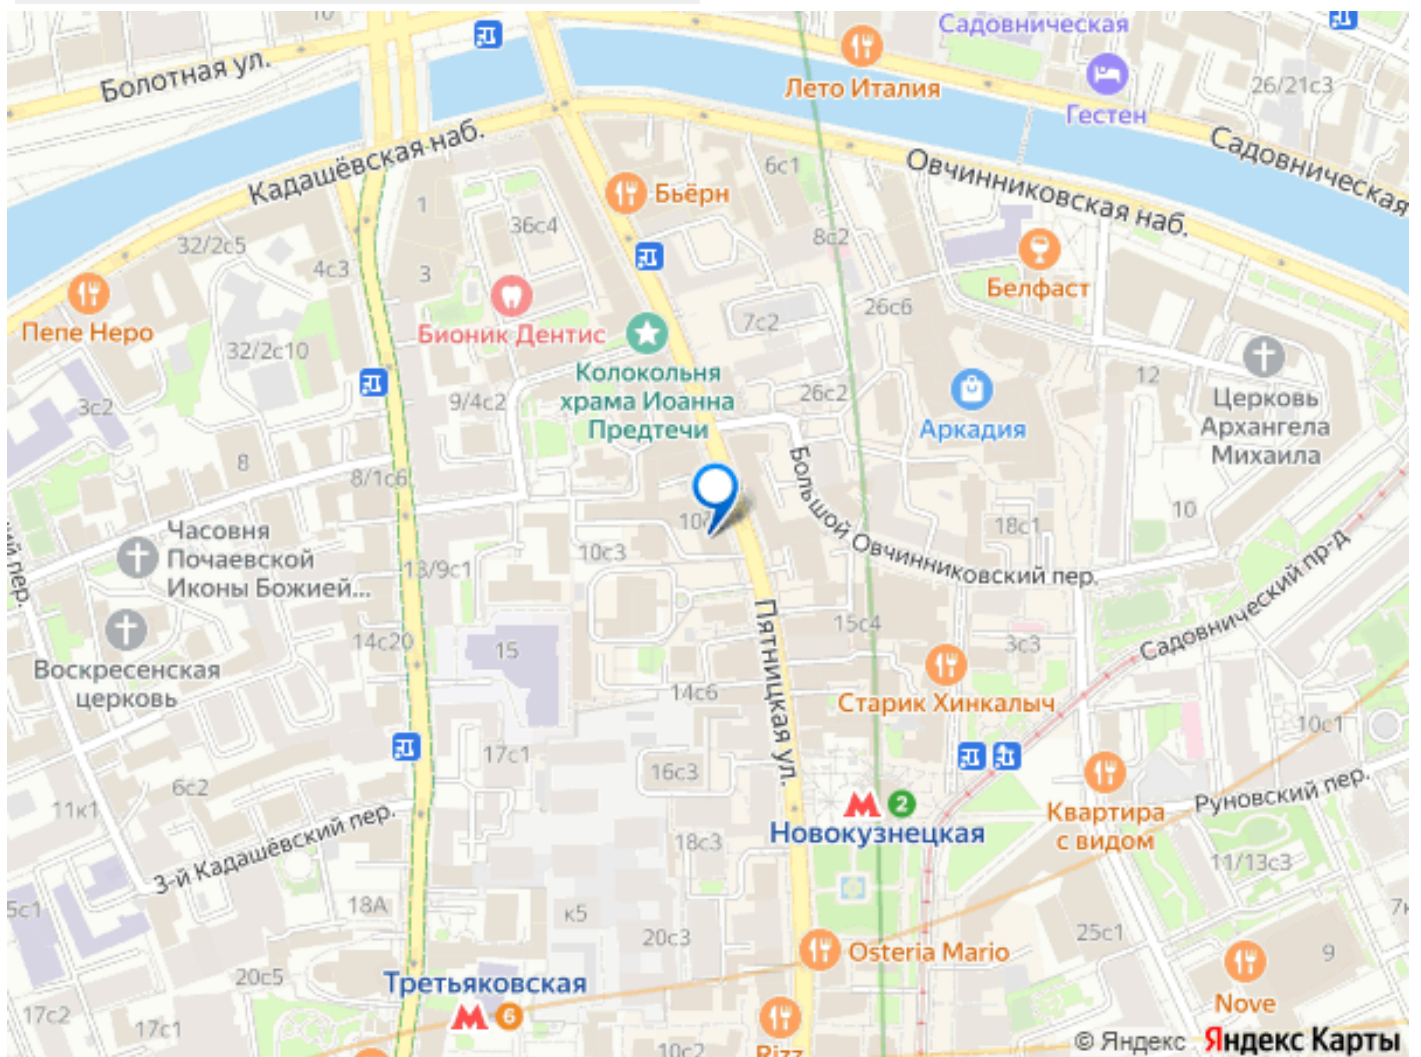 10
Садовническая
Болотная ул.
Лето Италия
Гестен
26/21с3
Садовническая
Кадашёвская наб.
Овчинниковская наб.
6с1
Бьёрн
1
36с4
32/2с5
4с3
3
8с2
Белфаст
26с6
Пепе Неро
Бионик Дентис
7с2
32/2с10
Колокольня
храма Иоанна
Предтечи
3с2
9/4с2
26с2
Аркадия
12
Церковь
Архангела
Михаила
8
8/1с6
Большой Овчинниковский пер.
10
10с3
18с1
Часовня
Почаевской
Иконы Божией...
13/9с1
Садовнический пр-д
Пятницкая ул.
14с20
15
15с4
3с3
Воскресенская
церковь
14с6
Старик Хинкалыч
10с1
17с1
16с3
6с2
11к1
2
Новокузнецкая
Квартира
с видом
Руновский пер.
3-й Кадашёвский пер.
18с3
11/13с3
5с1
18А
к5
20с3
25с1
Osteria Mario
9
20с5
Третьяковская
6
Nove
17с2
17с1
10с2
Rizz
© Яндекс Яндекс Карты